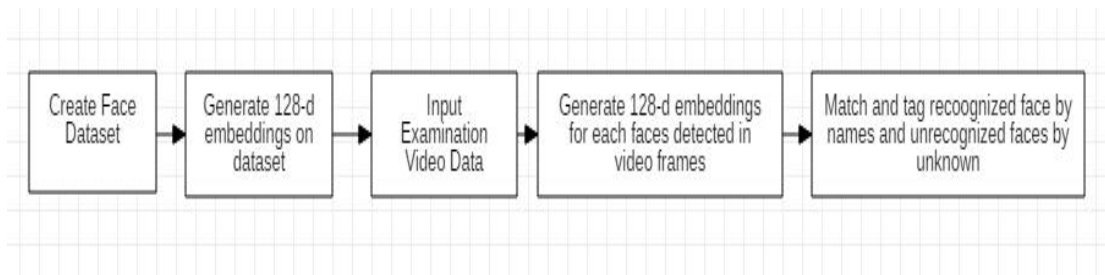 Create Face
Dataset
Generate 128-d
embeddings on
dataset
Input
Examination
Video Data
Generate 128-d embeddings
for each faces detected in
video frames
Match and tag recoognized face by
names and unrecognized faces by
unknown